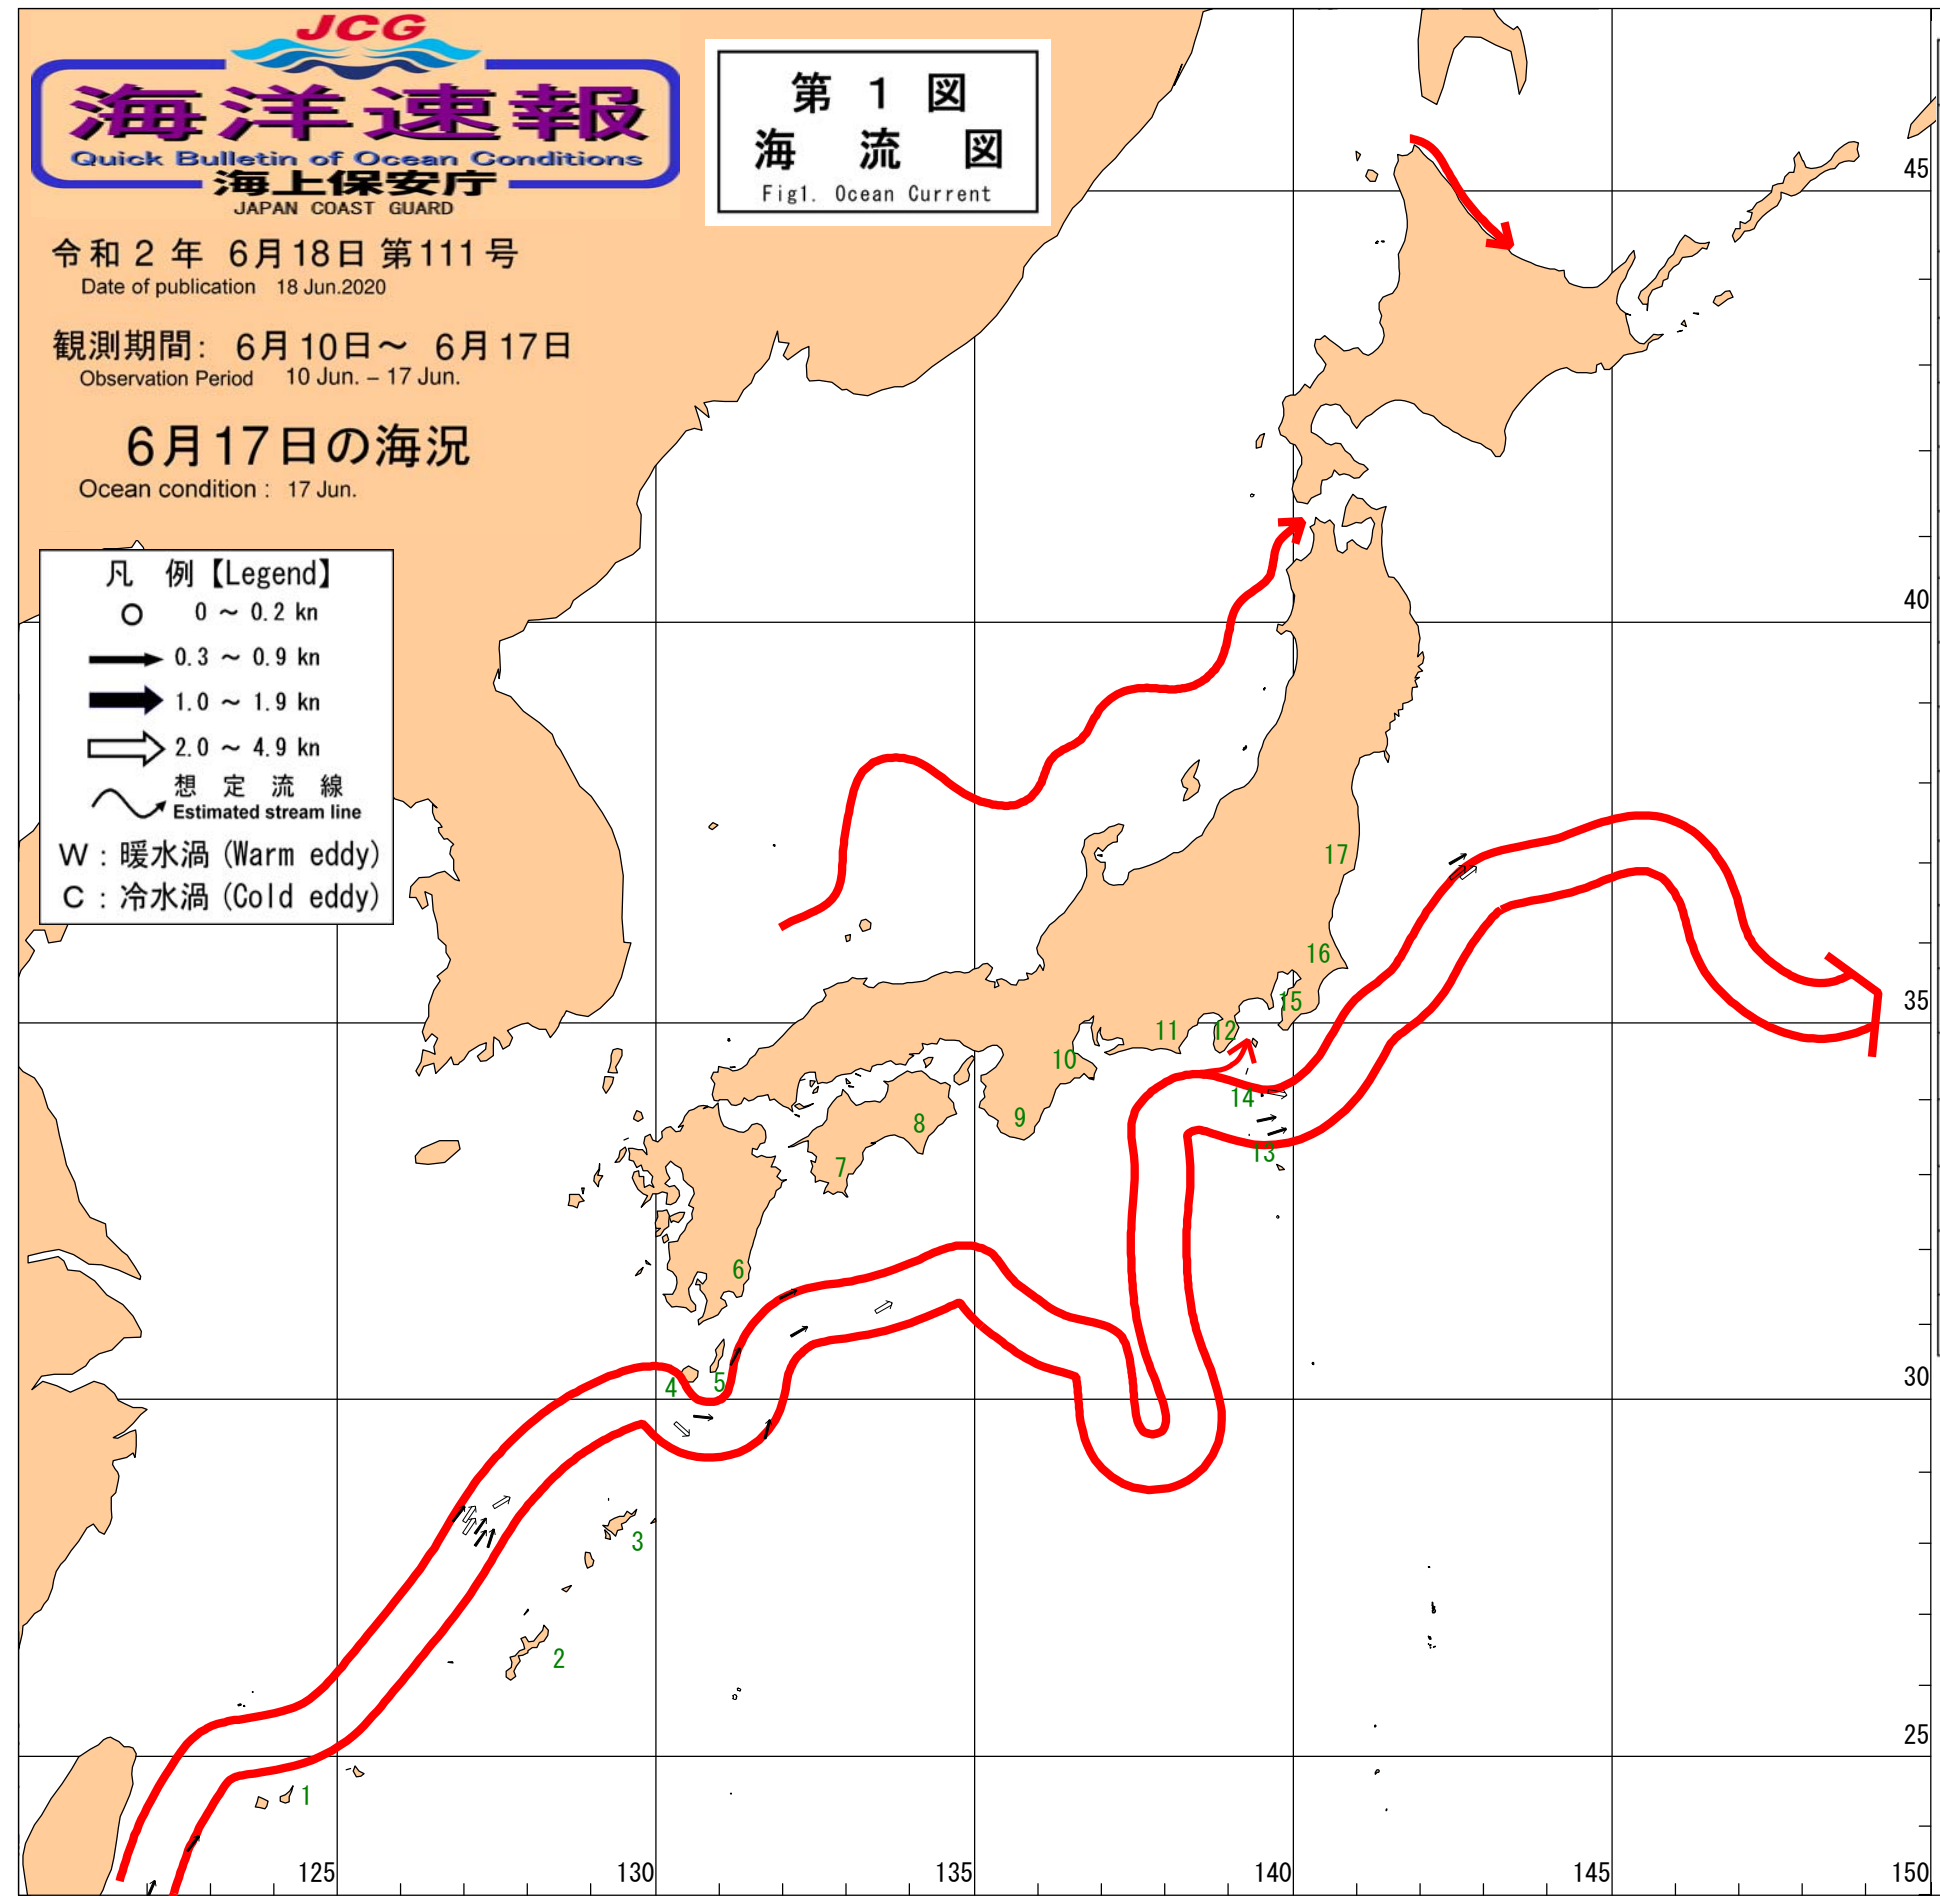 JCG
海洋速報
Quick Bulletin of Ocean Conditions
海上保安庁
JAPAN COAST GUARD
第 1 図
海 流 図
Fig1. Ocean Current
令和 2 年 6月18日 第111号
Date of publication 18 Jun.2020
観測期間: 6月10日～ 6月17日
Observation Period 10 Jun. – 17 Jun.
6月17日の海況
Ocean condition : 17 Jun.
凡 例【Legend】
0 ～ 0.2 kn
0.3 ～ 0.9 kn
1.0 ～ 1.9 kn
2.0 ～ 4.9 kn
想 定 流 線
Estimated stream line
W : 暖水渦 (Warm eddy)
C : 冷水渦 (Cold eddy)
45
40
35
30
25
17
16
15
12
11
10
14
9
8
13
7
6
5
4
3
2
1
125
130
135
140
145
150